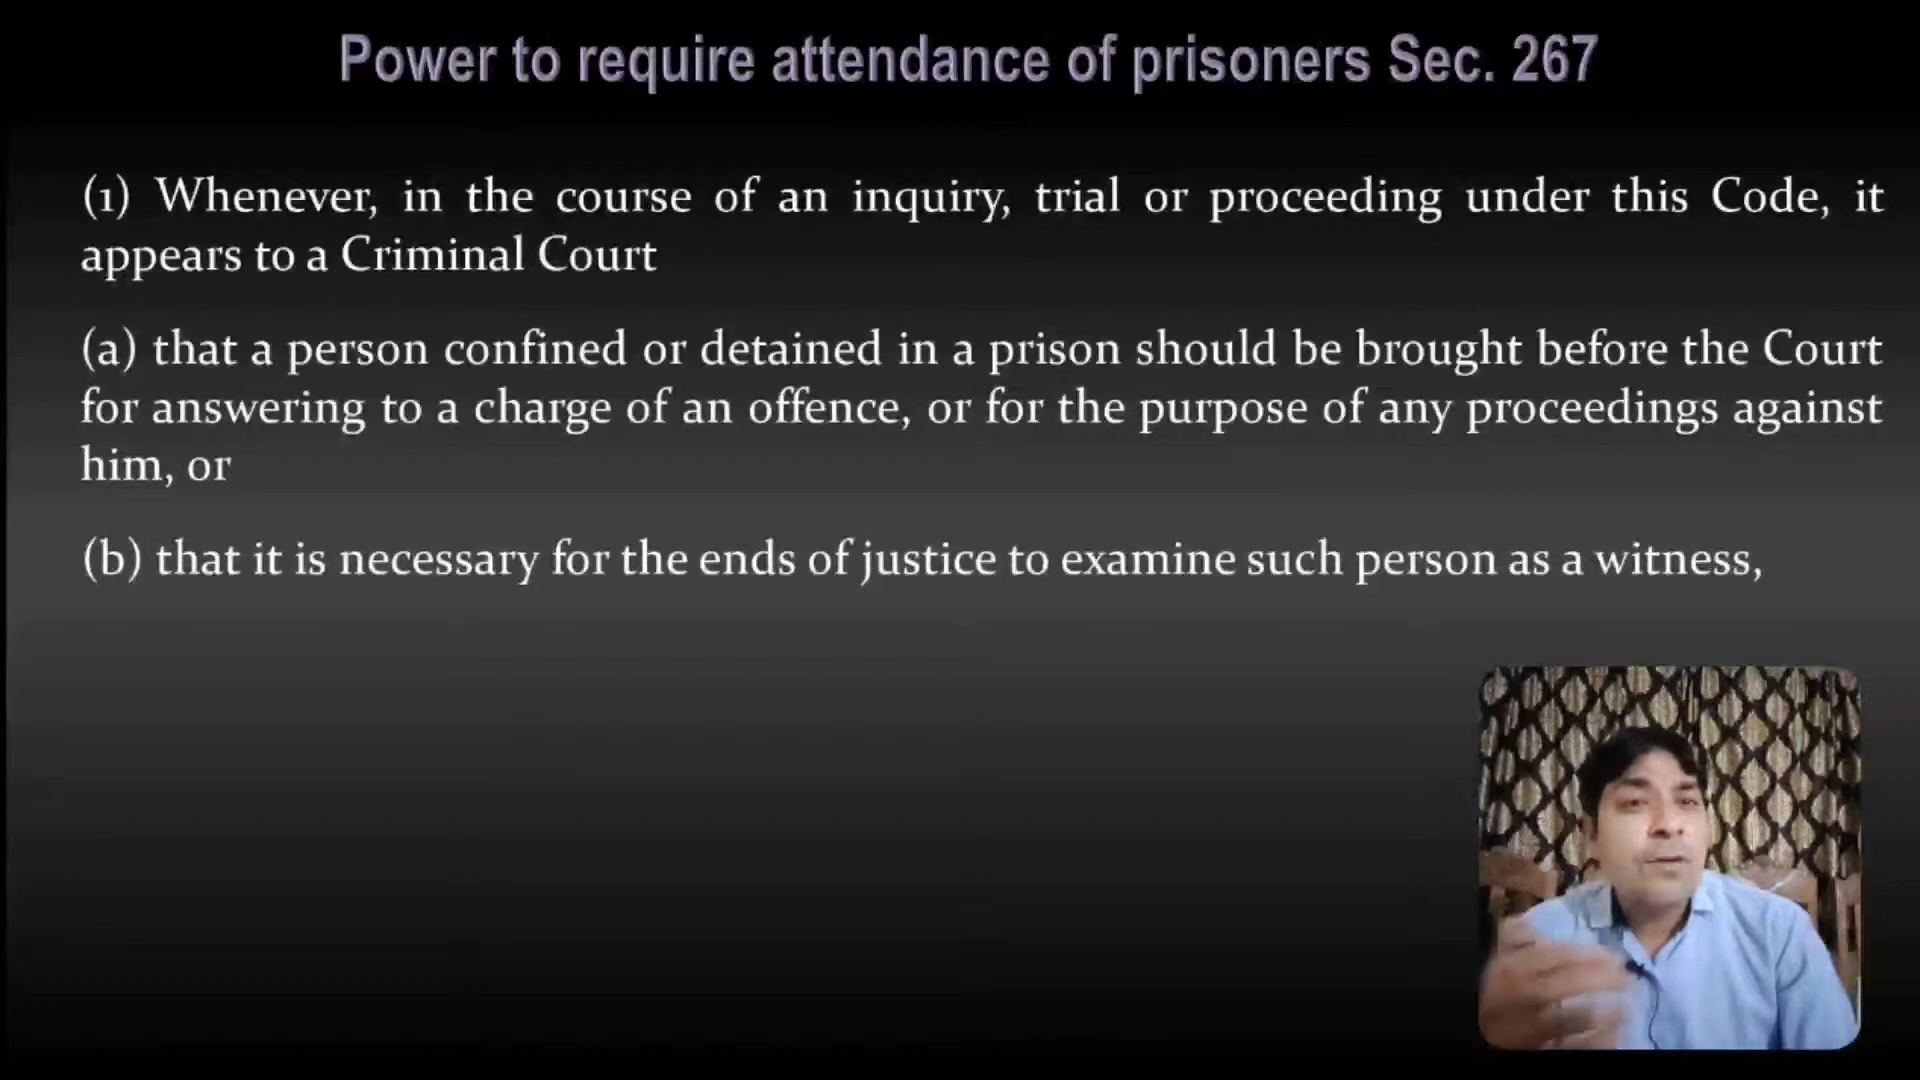 Power to require attendance of prisoners Sec. 267
(1) Whenever, in the course of an inquiry, trial or proceeding under this Code, it
appears to a Criminal Court
(a) that a person confined or detained in a prison should be brought before the Court
for answering to a charge of an offence, or for the purpose of any proceedings against
him, or
(b) that it is necessary for the ends of justice to examine such person as a witness,